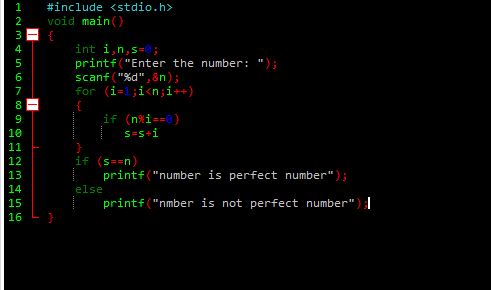 1 #include <stdio.h>
2 void main()
3 {
4 int i,n,s=0;
5 printf("Enter the number: ");
6 scanf("%d",&n);
7 for (i=1;i<n;i++)
8 {
9 if (n%i==0)
10 s=s+i
11 }
12 if (s==n)
13 printf("number is perfect number");
14 else
15 printf("nmber is not perfect number");
16 }